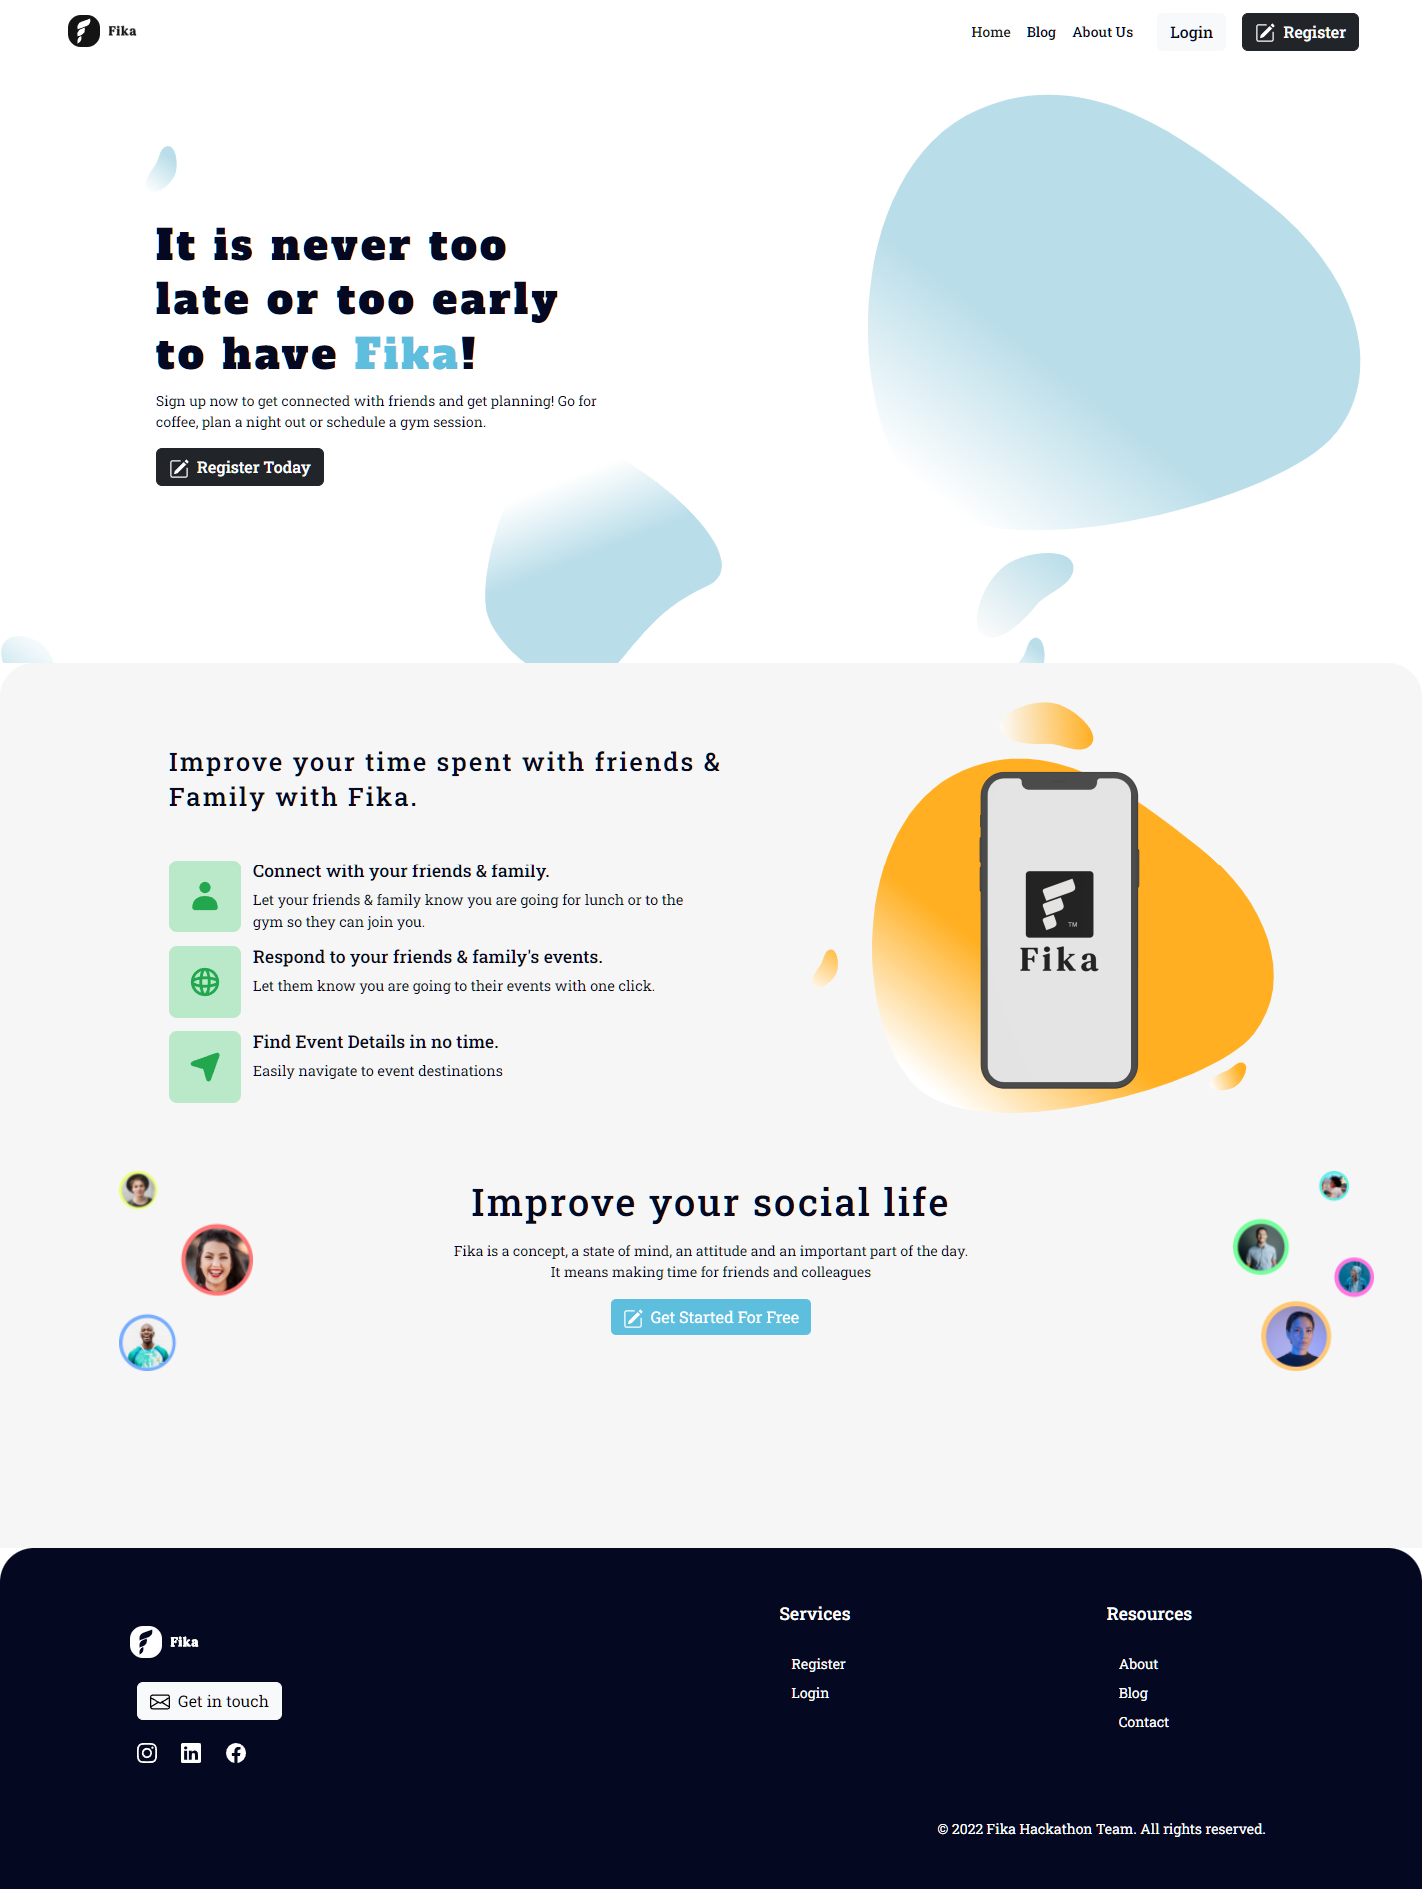 Fika
Home
Blog
About Us
Login
Register
It is never too
late or too early
to have Fika!
Sign up now to get connected with friends and get planning! Go for
coffee, plan a night out or schedule a gym session.
Register Today
Improve your time spent with friends &
Family with Fika.
Connect with your friends & family.
Let your friends & family know you are going for lunch or to the
gym so they can join you.
Respond to your friends & family's events.
Let them know you are going to their events with one click.
Find Event Details in no time.
Easily navigate to event destinations
TM
Fika
Improve your social life
Fika is a concept, a state of mind, an attitude and an important part of the day.
It means making time for friends and colleagues
Get Started For Free
Fika
Get in touch
Services
Register
Login
Resources
About
Blog
Contact
© 2022 Fika Hackathon Team. All rights reserved.